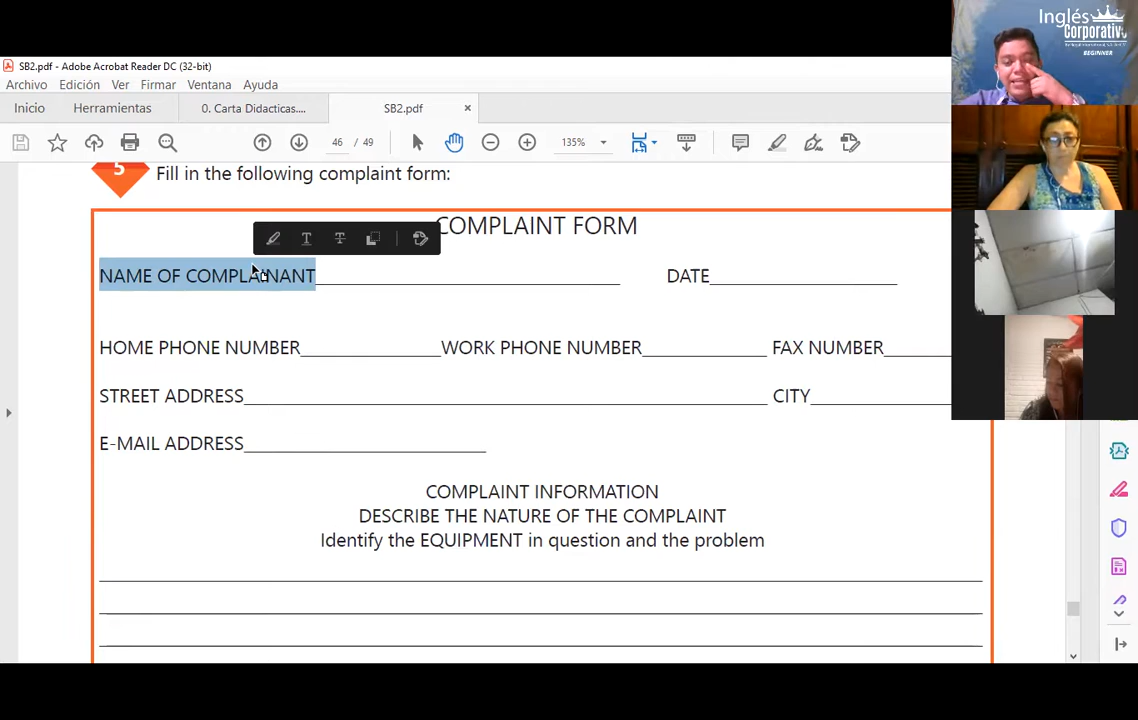 Inglés
Corporativo
BEGINNER
SB2.pdf - Adobe Acrobat Reader DC (32-bit)
Archivo Edición Ver Firmar Ventana Ayuda
Inicio Herramientas 0. Carta Didacticas.... SB2.pdf ×
46 / 49 135%
5 Fill in the following complaint form:
COMPLAINT FORM
NAME OF COMPLAINANT DATE
HOME PHONE NUMBER WORK PHONE NUMBER FAX NUMBER
STREET ADDRESS CITY
E-MAIL ADDRESS
COMPLAINT INFORMATION
DESCRIBE THE NATURE OF THE COMPLAINT
Identify the EQUIPMENT in question and the problem